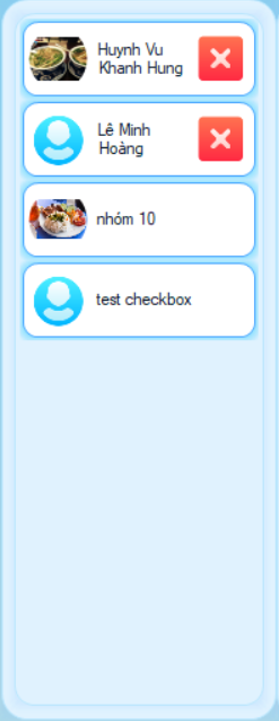 Huynh Vu
Khanh Hung
Lê Minh
Hoàng
nhóm 10
test checkbox